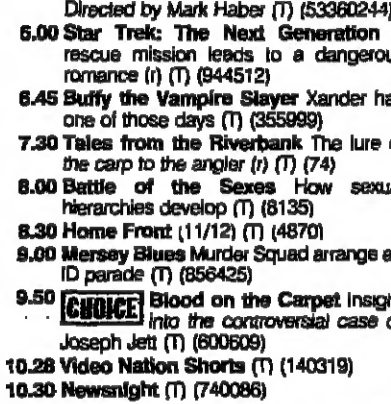 Directed by Mark Haber (T) (53360244)
6.00 Star Trek: The Next Generation
rescue mission leads to a dangerou
romance (r) (T) (944512)
6.45 Buffy the Vampire Slayer Xander ha
one of those days (T) (355999)
7.30 Tales from the Riverbank The lure o
the carp to the angler (r) (T) (74)
8.00 Battle of the Sexes How sexu
hierarchies develop (T) (8135)
8.30 Home Front (11/12) (T) (4870)
9.00 Mersey Blues Murder Squad arrange a
ID parade (T) (856425)
9.50 CHOICE Blood on the Carpet Insig
into the controversial case o
Joseph Jett (T) (600609)
10.28 Video Nation Shorts (T) (140319)
10.30 Newsnight (T) (740086)